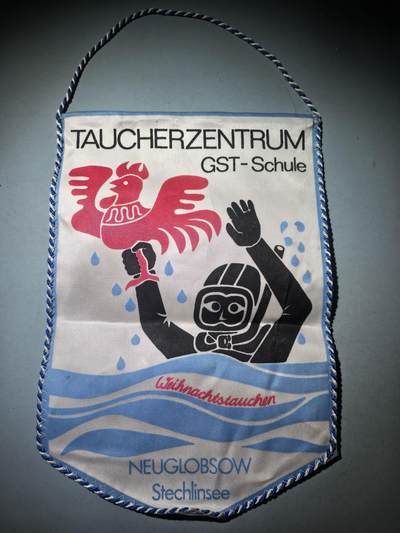 TAUCHERZENTRUM
GST-Schule
Weihnachtstauchen
NEUGLOBSOW
Stechlinsee